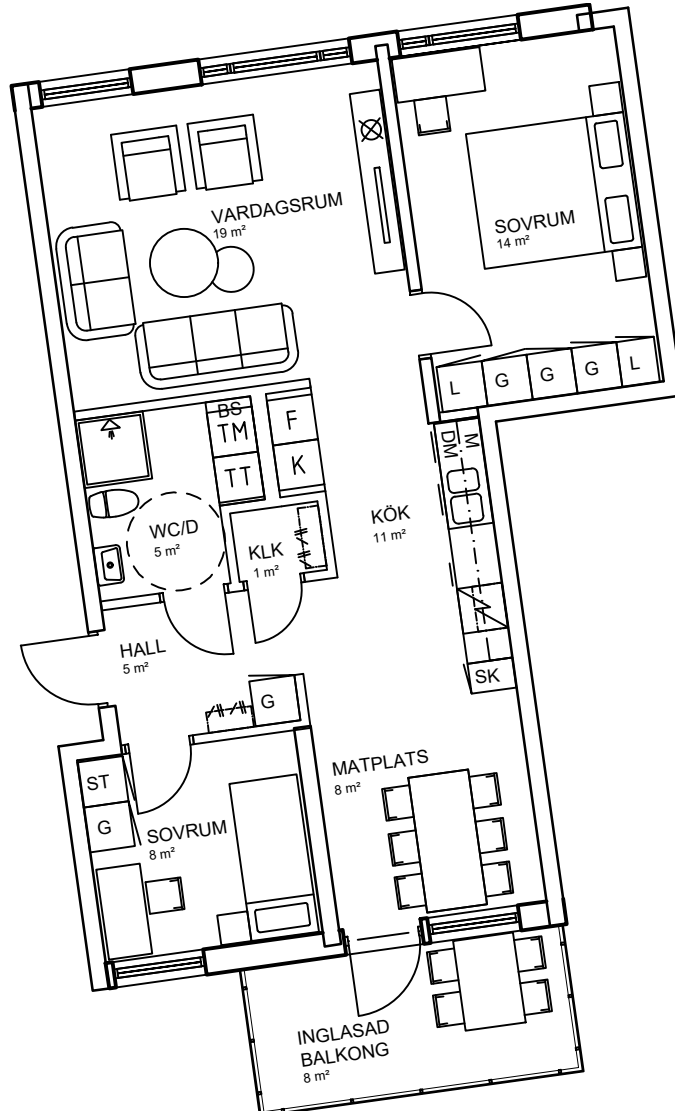 VARDAGSRUM
19 m²
SOVRUM
14 m²
L
G
G
G
L
BS
TM
TT
F
K
M
DM
WC/D
5 m²
KLK
1 m²
KÖK
11 m²
HALL
5 m²
G
SK
ST
G
SOVRUM
8 m²
MATPLATS
8 m²
INGLASAD
BALKONG
8 m²